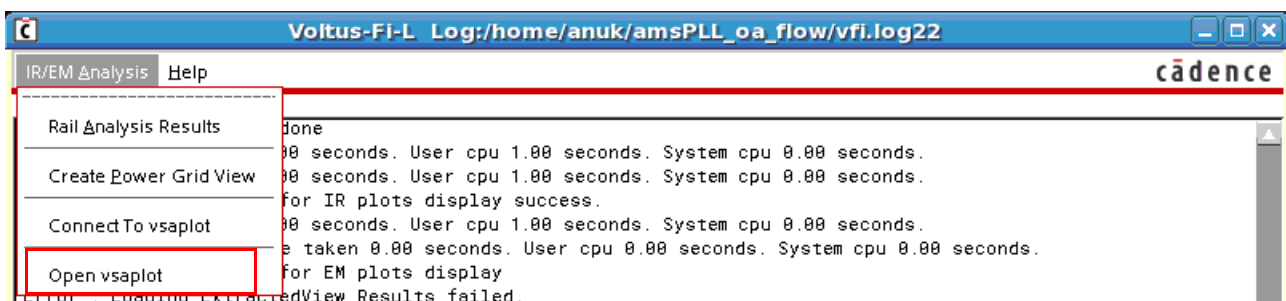 Voltus-Fi-L Log:/home/anuk/amsPLL_oa_flow/vfi.log22
IR/EM Analysis Help
cādence
Rail Analysis Results
done
00 seconds. User cpu 1.00 seconds. System cpu 0.00 seconds.
Create Power Grid View
00 seconds. User cpu 1.00 seconds. System cpu 0.00 seconds.
for IR plots display success.
Connect To vsaplot
00 seconds. User cpu 1.00 seconds. System cpu 0.00 seconds.
e taken 0.00 seconds. User cpu 0.00 seconds. System cpu 0.00 seconds.
Open vsaplot
for EM plots display
Error : Loading ExtractedView Results failed.